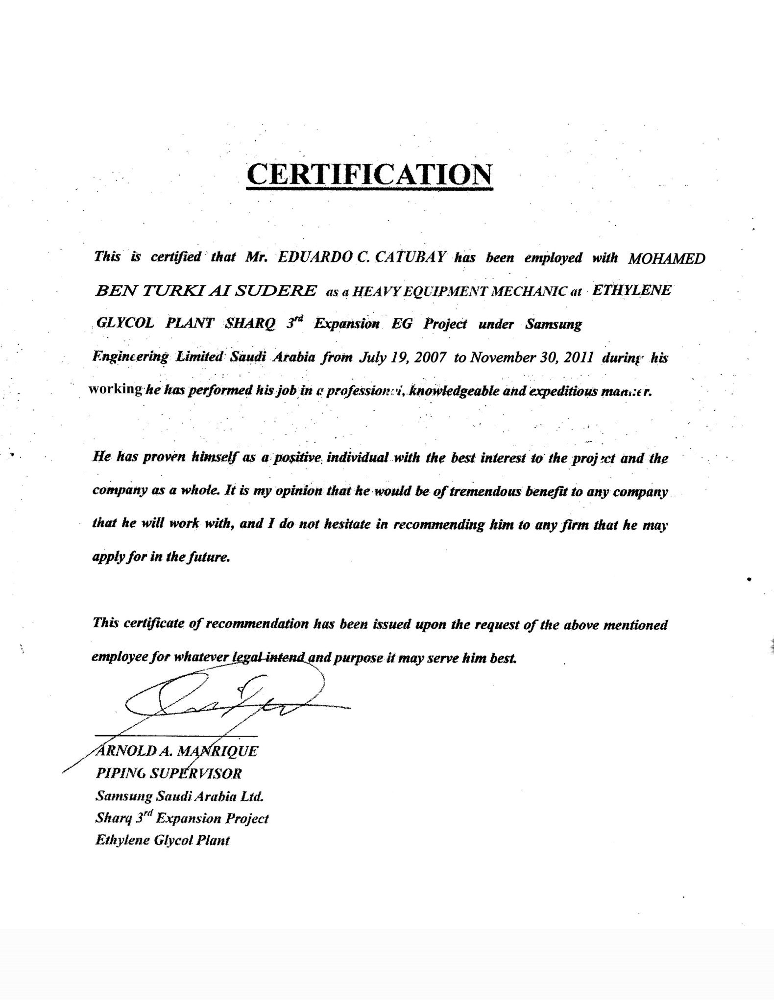 CERTIFICATION
This is certified that Mr. EDUARDO C. CATUBAY has been employed with MOHAMED
BEN TURKI AI SUDERE as a HEAVY EQUIPMENT MECHANIC at ETHYLENE
GLYCOL PLANT SHARQ 3rd Expansion EG Project under Samsung
Engineering Limited Saudi Arabia from July 19, 2007 to November 30, 2011 during his
working he has performed his job in a professional, knowledgeable and expeditious manner.
He has proven himself as a positive individual with the best interest to the project and the
company as a whole. It is my opinion that he would be of tremendous benefit to any company
that he will work with, and I do not hesitate in recommending him to any firm that he may
apply for in the future.
This certificate of recommendation has been issued upon the request of the above mentioned
employee for whatever legal intend and purpose it may serve him best.
ARNOLD A. MANRIQUE
PIPING SUPERVISOR
Samsung Saudi Arabia Ltd.
Sharq 3rd Expansion Project
Ethylene Glycol Plant